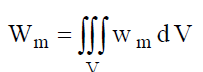 W_m = ∭_V w_m dV